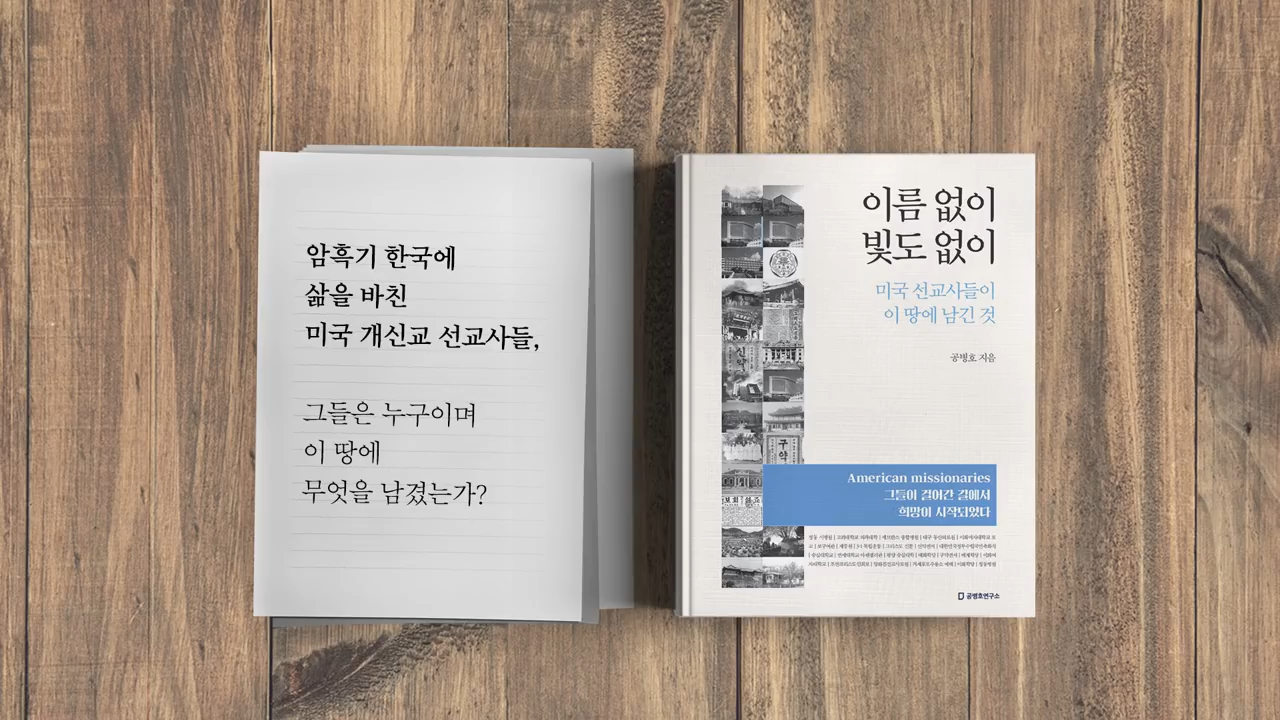 암흑기 한국에
삶을 바친
미국 개신교 선교사들,
그들은 누구이며
이 땅에
무엇을 남겼는가?
이름 없이
빛도 없이
미국 선교사들이
이 땅에 남긴 것
공병호 지음
구약
American missionaries
그들이 걸어간 길에서
희망이 시작되었다
공병호연구소